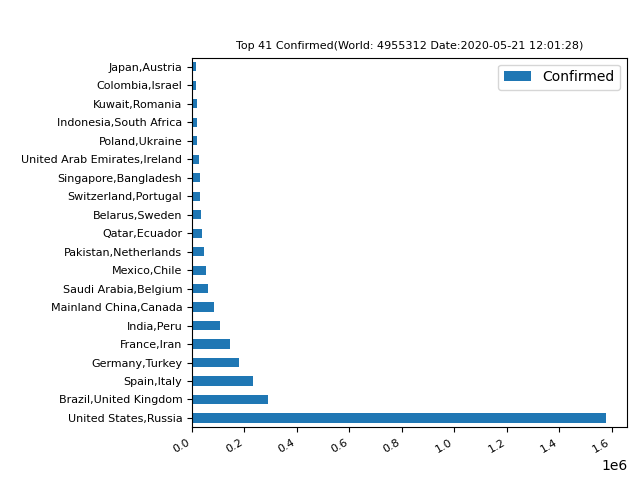 Top 41 Confirmed(World: 4955312 Date:2020-05-21 12:01:28)
Confirmed
Japan,Austria
Colombia,Israel
Kuwait,Romania
Indonesia,South Africa
Poland,Ukraine
United Arab Emirates,Ireland
Singapore,Bangladesh
Switzerland,Portugal
Belarus,Sweden
Qatar,Ecuador
Pakistan,Netherlands
Mexico,Chile
Saudi Arabia,Belgium
Mainland China,Canada
India,Peru
France,Iran
Germany,Turkey
Spain,Italy
Brazil,United Kingdom
United States,Russia
0.0 0.2 0.4 0.6 0.8 1.0 1.2 1.4 1.6
1e6